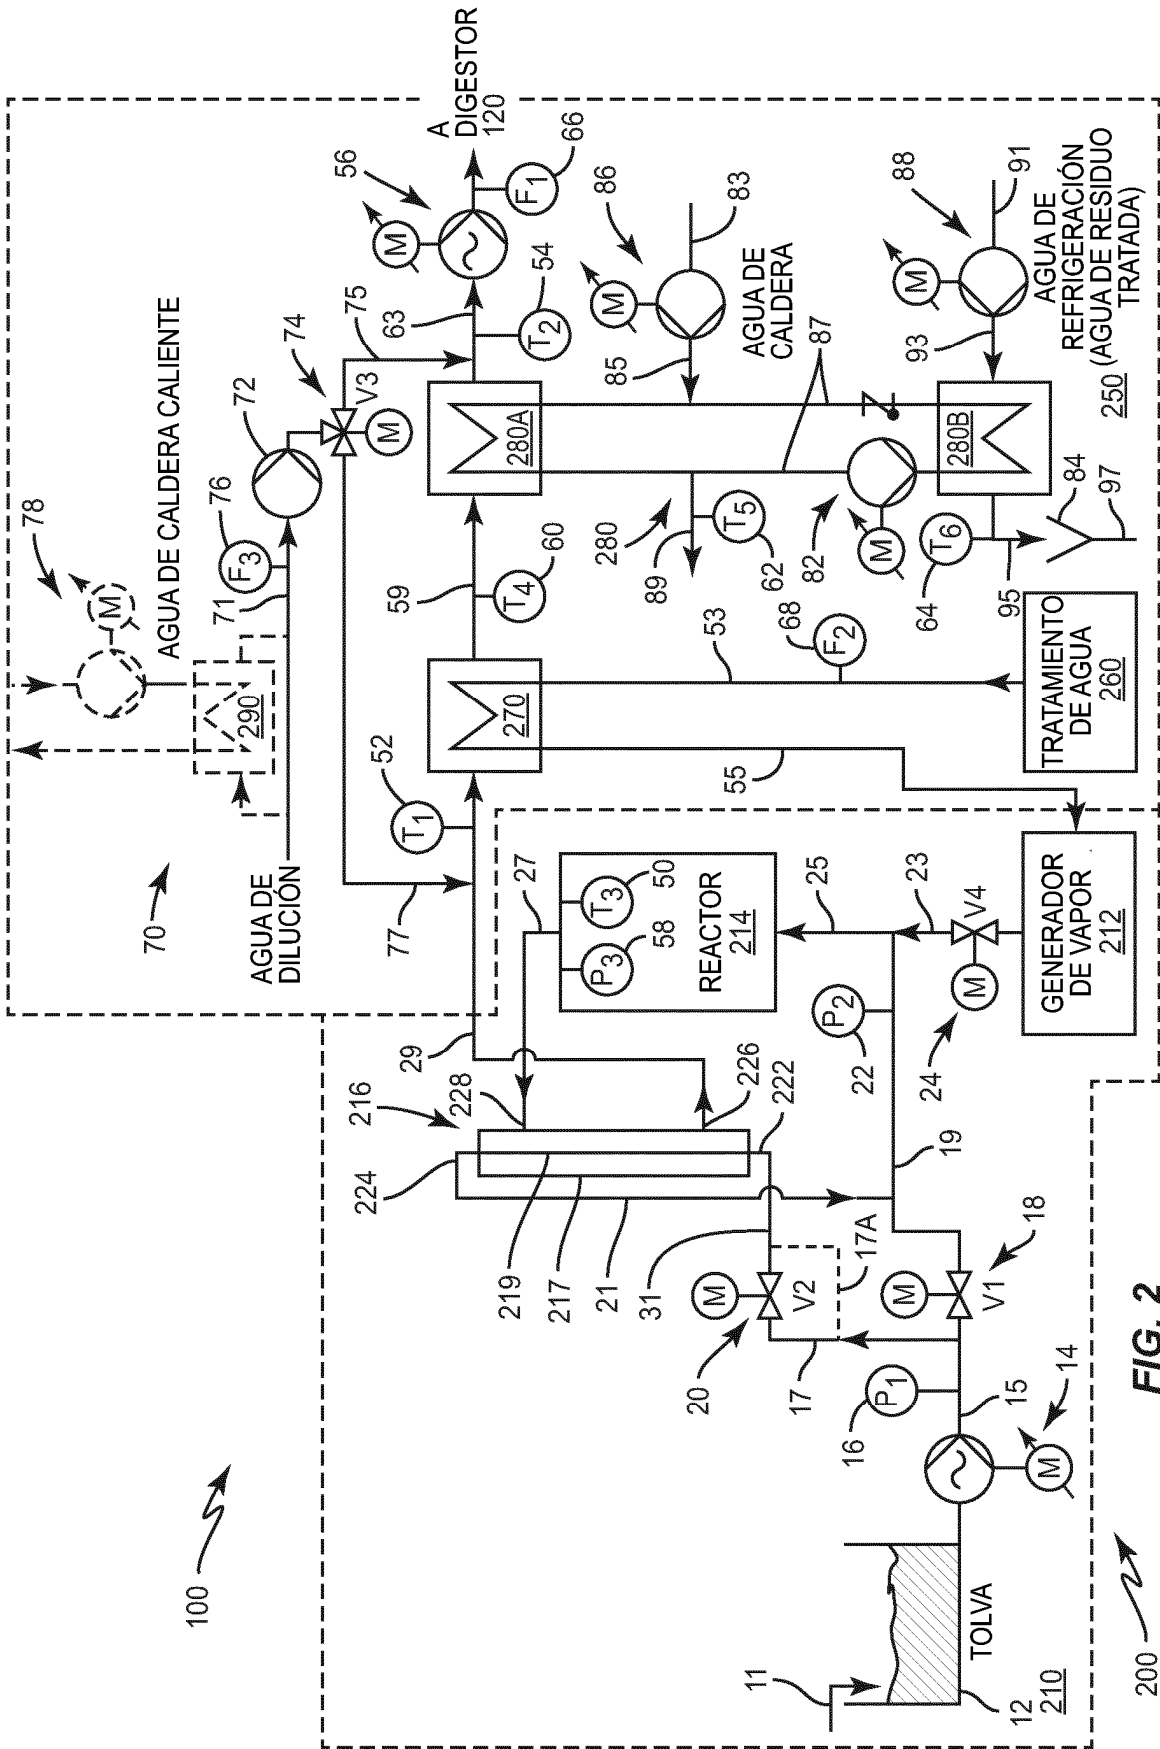 A
DIGESTOR
120
56
M
F1
66
86
M
83
88
M
91
AGUA DE
REFRIGERACIÓN
(AGUA DE RESIDUO
TRATADA)
250
AGUA DE
CALDERA
AGUA DE CALDERA CALIENTE
78
M
290
76
F3
71
72
74
V3
M
75
63
T2
54
85
87
93
280A
280B
280
82
M
89
T5
62
T6
64
95
84
97
59
T4
60
53
68
F2
TRATAMIENTO
DE AGUA
260
270
55
52
T1
70
AGUA DE
DILUCIÓN
77
29
27
T3
50
P3
58
REACTOR
214
25
23
V4
M
24
GENERADOR
DE VAPOR
212
P2
22
19
216
228
224
226
222
219
217
21
31
17A
M
V2
20
17
M
V1
18
P1
16
15
M
14
100
11
TOLVA
12
210
200
FIG. 2